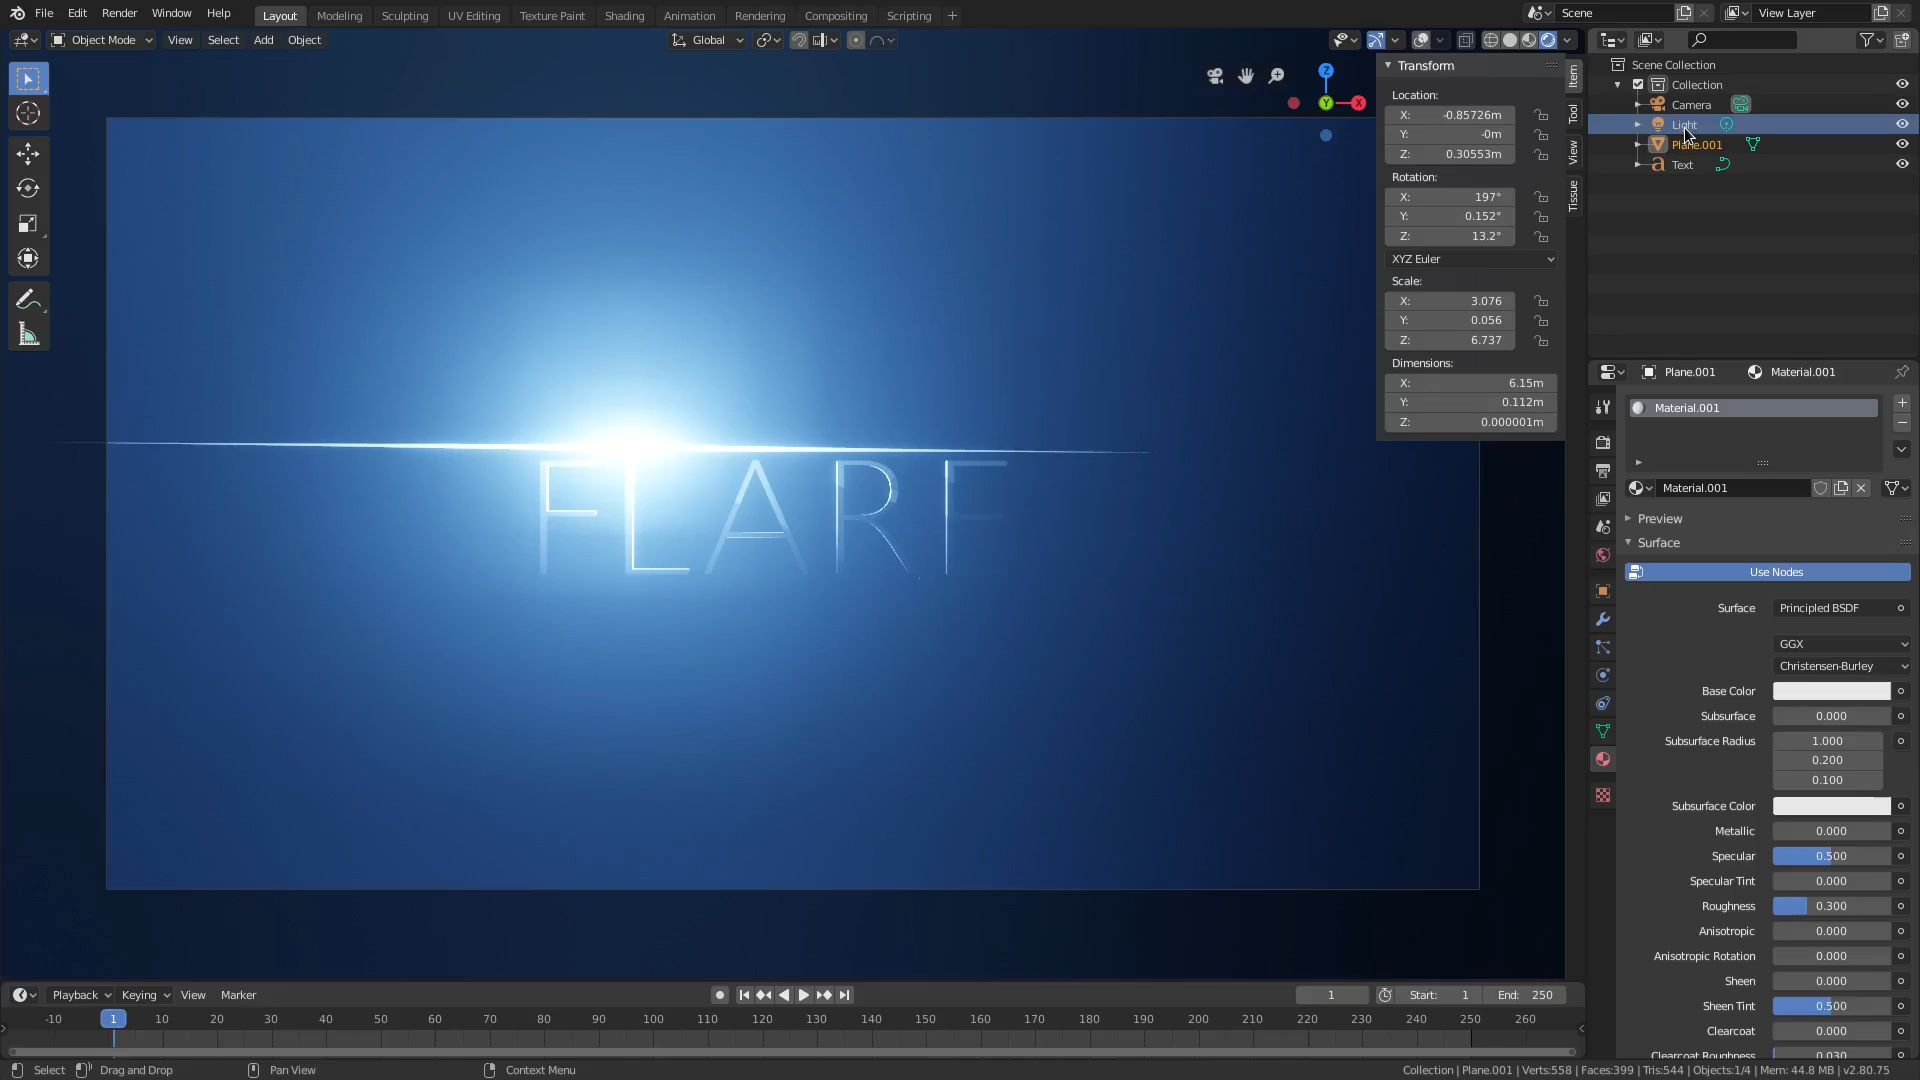 File Edit Render Window Help Layout Modeling Sculpting UV Editing Texture Paint Shading Animation Rendering Compositing Scripting + Scene View Layer
Object Mode View Select Add Object Global
Transform
Location:
X: -0.85726m
Y: -0m
Z: 0.30553m
Rotation:
X: 197°
Y: 0.152°
Z: 13.2°
XYZ Euler
Scale:
X: 3.076
Y: 0.056
Z: 6.737
Dimensions:
X: 6.15m
Y: 0.112m
Z: 0.000001m
Item
Tool
View
Tissue
Z
Y
X
FLARE
Scene Collection
Collection
Camera
Light
Plane.001
Text
Plane.001 Material.001
Material.001
Material.001
Preview
Surface
Use Nodes
Surface Principled BSDF
GGX
Christensen-Burley
Base Color
Subsurface 0.000
Subsurface Radius 1.000
0.200
0.100
Subsurface Color
Metallic 0.000
Specular 0.500
Specular Tint 0.000
Roughness 0.300
Anisotropic 0.000
Anisotropic Rotation 0.000
Sheen 0.000
Sheen Tint 0.500
Clearcoat 0.000
Clearcoat Roughness 0.030
Playback Keying View Marker 1 Start: 1 End: 250
-10 1 10 20 30 40 50 60 70 80 90 100 110 120 130 140 150 160 170 180 190 200 210 220 230 240 250 260
Select Drag and Drop Pan View Context Menu Collection | Plane.001 | Verts:558 | Faces:399 | Tris:544 | Objects:1/4 | Mem: 44.8 MB | v2.80.75